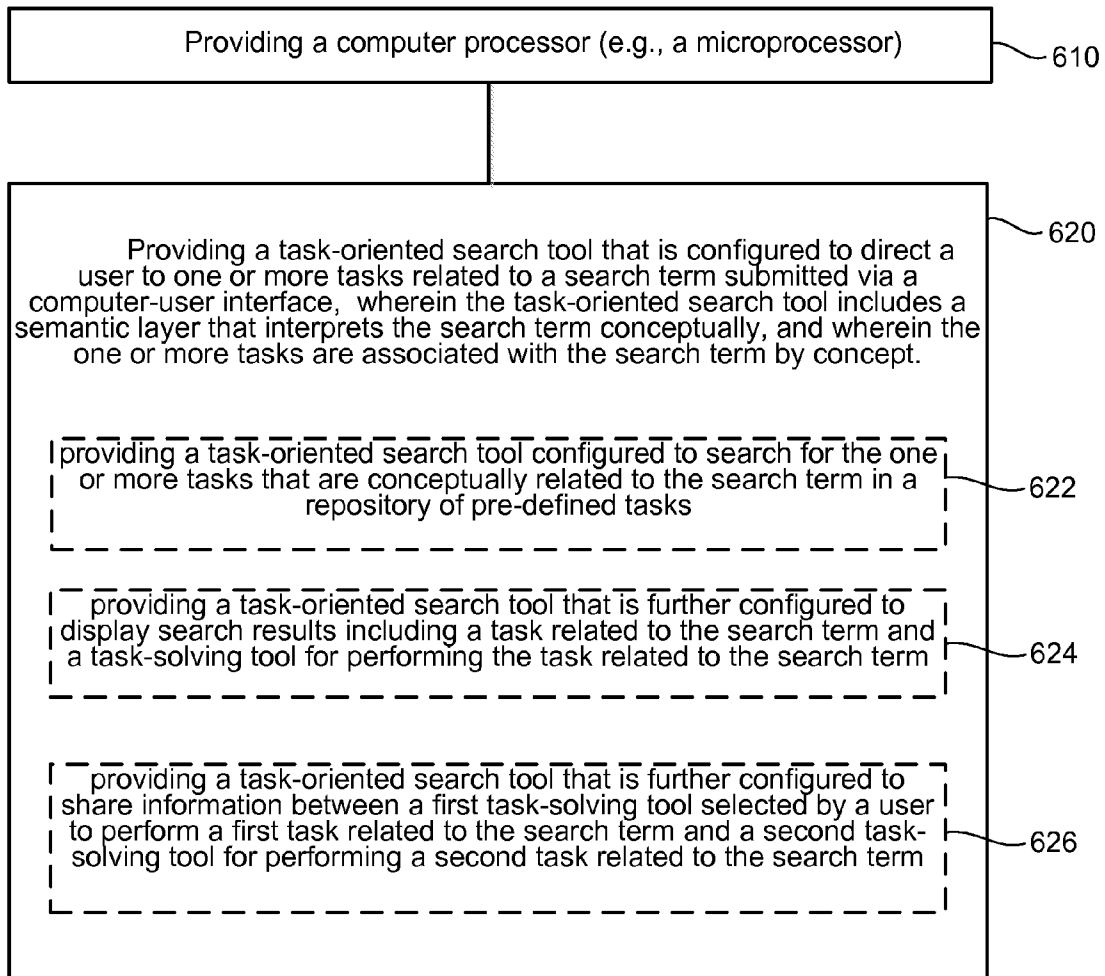 Providing a computer processor (e.g., a microprocessor)
610
Providing a task-oriented search tool that is configured to direct a
user to one or more tasks related to a search term submitted via a
computer-user interface, wherein the task-oriented search tool includes a
semantic layer that interprets the search term conceptually, and wherein the
one or more tasks are associated with the search term by concept.
620
providing a task-oriented search tool configured to search for the one
or more tasks that are conceptually related to the search term in a
repository of pre-defined tasks
622
providing a task-oriented search tool that is further configured to
display search results including a task related to the search term and
a task-solving tool for performing the task related to the search term
624
providing a task-oriented search tool that is further configured to
share information between a first task-solving tool selected by a user
to perform a first task related to the search term and a second task-
solving tool for performing a second task related to the search term
626